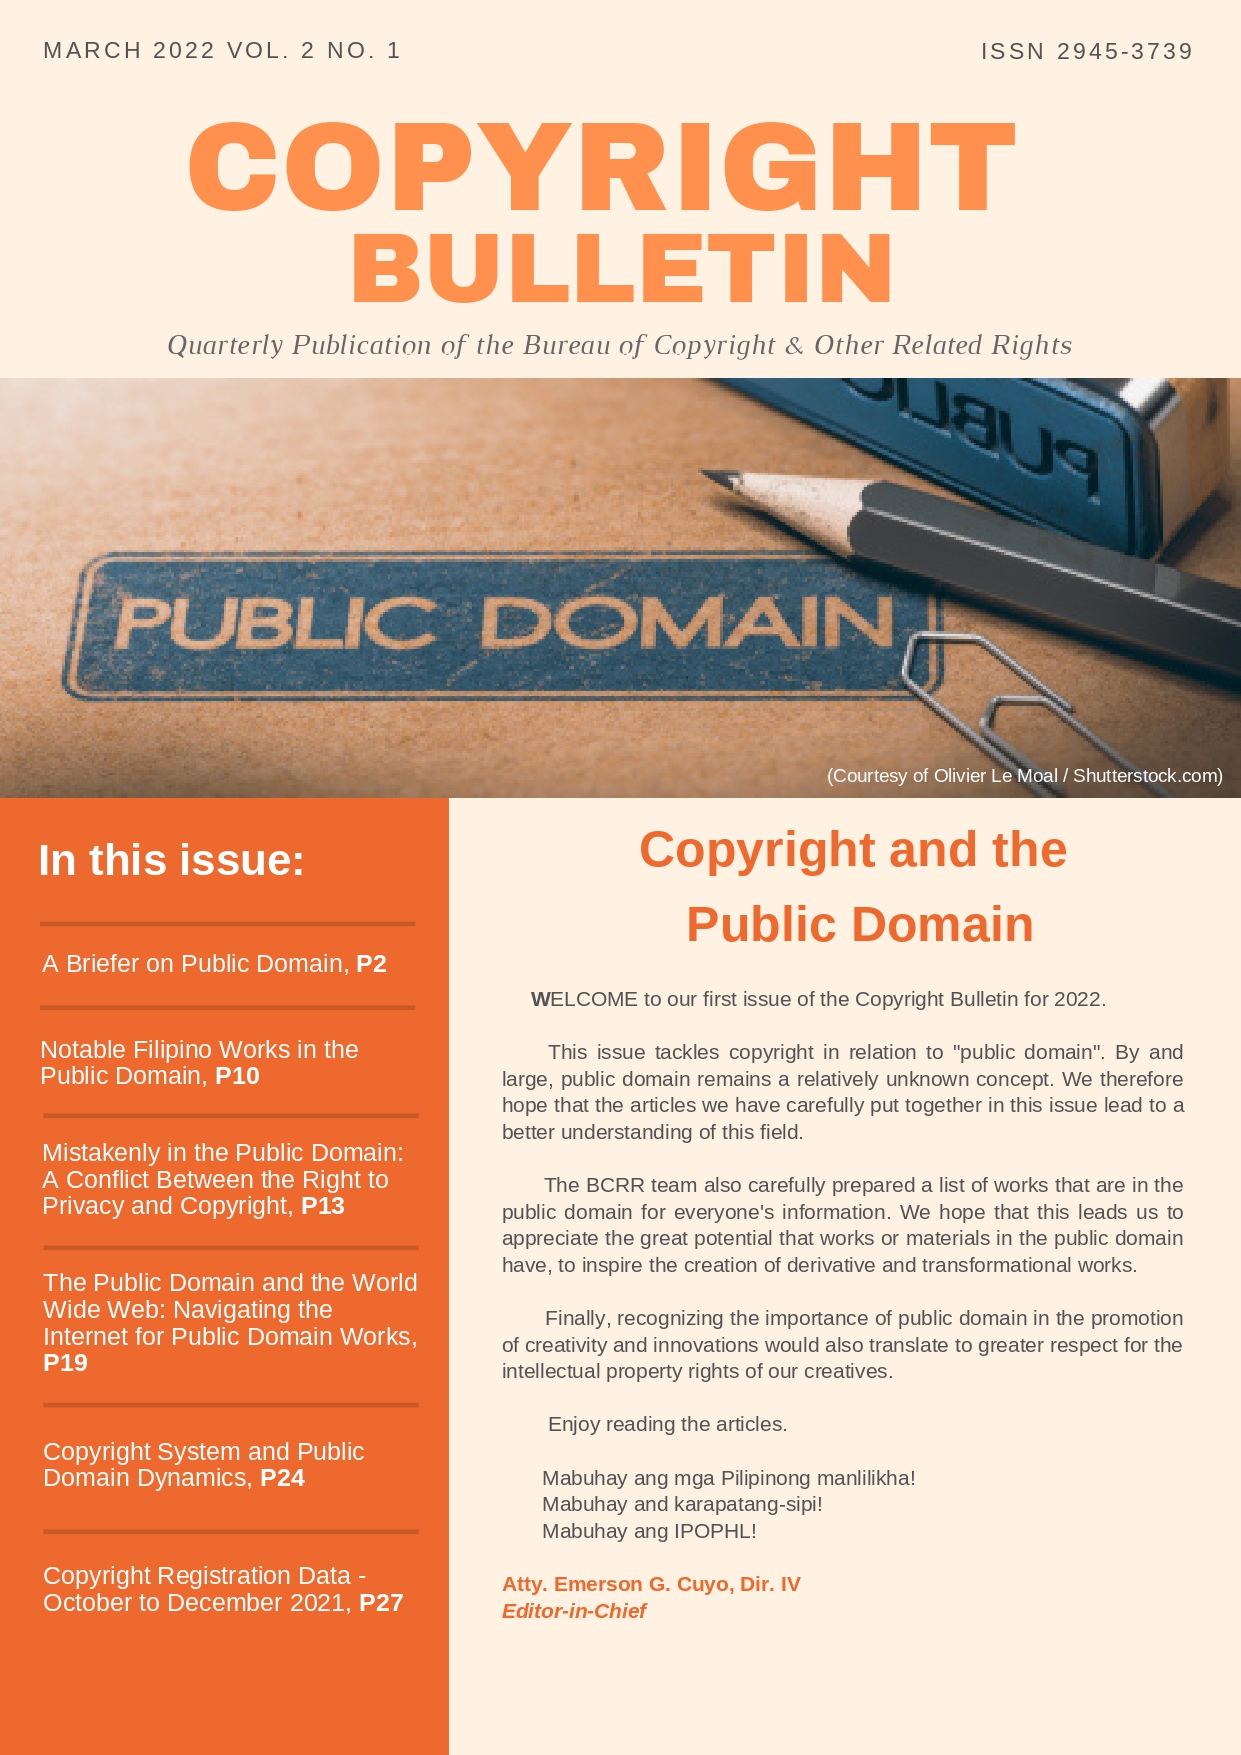 MARCH 2022 VOL. 2 NO. 1
ISSN 2945-3739
COPYRIGHT
BULLETIN
Quarterly Publication of the Bureau of Copyright & Other Related Rights
PUBLIC
PUBLIC DOMAIN
(Courtesy of Olivier Le Moal / Shutterstock.com)
In this issue:
A Briefer on Public Domain, P2
Notable Filipino Works in the
Public Domain, P10
Mistakenly in the Public Domain:
A Conflict Between the Right to
Privacy and Copyright, P13
The Public Domain and the World
Wide Web: Navigating the
Internet for Public Domain Works,
P19
Copyright System and Public
Domain Dynamics, P24
Copyright Registration Data -
October to December 2021, P27
Copyright and the
Public Domain
WELCOME to our first issue of the Copyright Bulletin for 2022.
This issue tackles copyright in relation to "public domain". By and
large, public domain remains a relatively unknown concept. We therefore
hope that the articles we have carefully put together in this issue lead to a
better understanding of this field.
The BCRR team also carefully prepared a list of works that are in the
public domain for everyone's information. We hope that this leads us to
appreciate the great potential that works or materials in the public domain
have, to inspire the creation of derivative and transformational works.
Finally, recognizing the importance of public domain in the promotion
of creativity and innovations would also translate to greater respect for the
intellectual property rights of our creatives.
Enjoy reading the articles.
Mabuhay ang mga Pilipinong manlilikha!
Mabuhay and karapatang-sipi!
Mabuhay ang IPOPHL!
Atty. Emerson G. Cuyo, Dir. IV
Editor-in-Chief